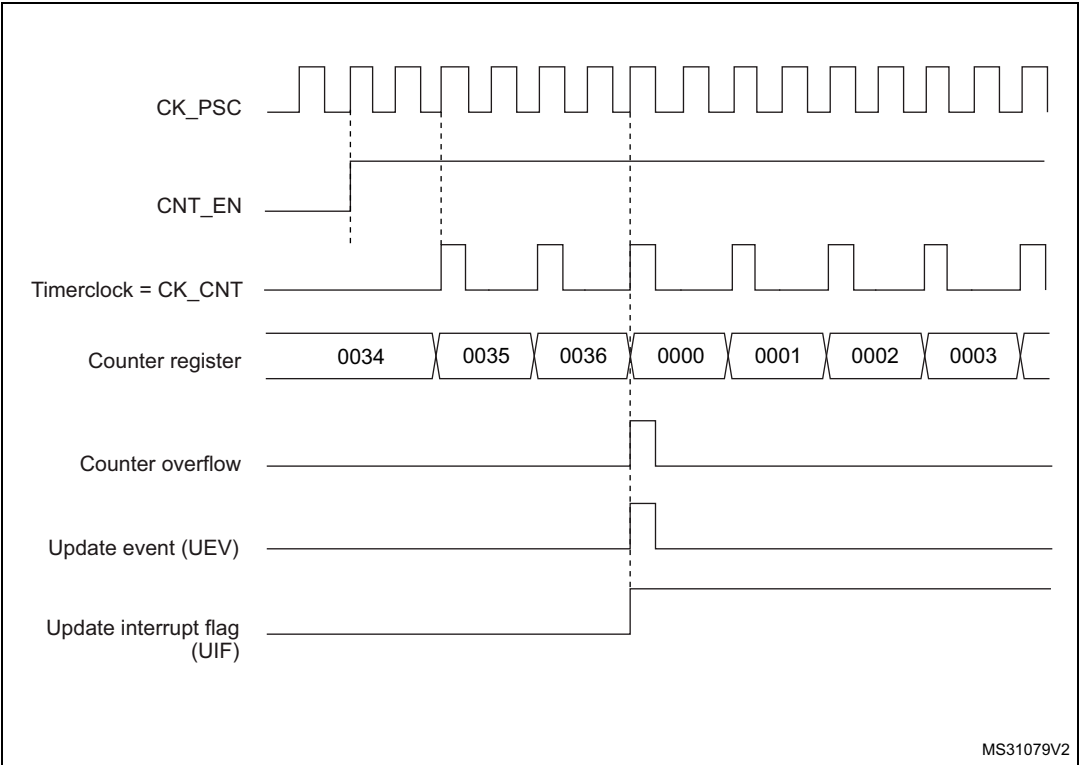 CK_PSC
CNT_EN
Timerclock = CK_CNT
Counter register
0034 0035 0036 0000 0001 0002 0003
Counter overflow
Update event (UEV)
Update interrupt flag
(UIF)
MS31079V2